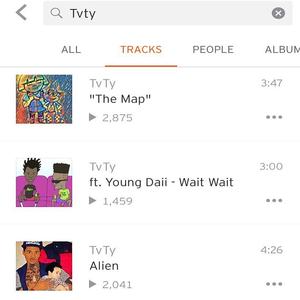 Tvty
ALL TRACKS PEOPLE ALBUM
TvTy 3:47
"The Map"
2,875
TvTy 3:00
ft. Young Daii - Wait Wait
1,459
TvTy 4:26
Alien
2,041